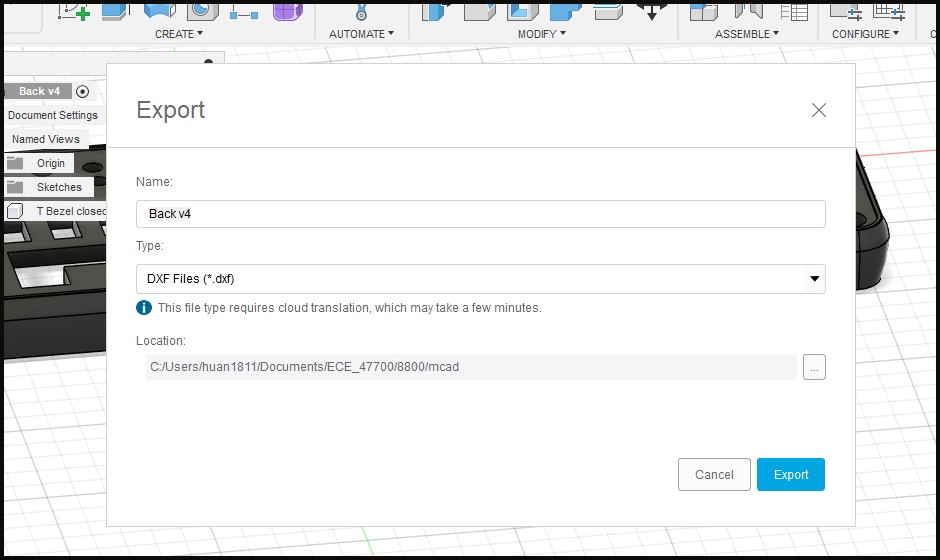 CREATE ▾
AUTOMATE ▾
MODIFY ▾
ASSEMBLE ▾
CONFIGURE ▾
Back v4
Document Settings
Named Views
Origin
Sketches
T Bezel closed
Export
Name:
Back v4
Type:
DXF Files (*.dxf)
This file type requires cloud translation, which may take a few minutes.
Location:
C:/Users/huan1811/Documents/ECE_47700/8800/mcad
...
Cancel
Export